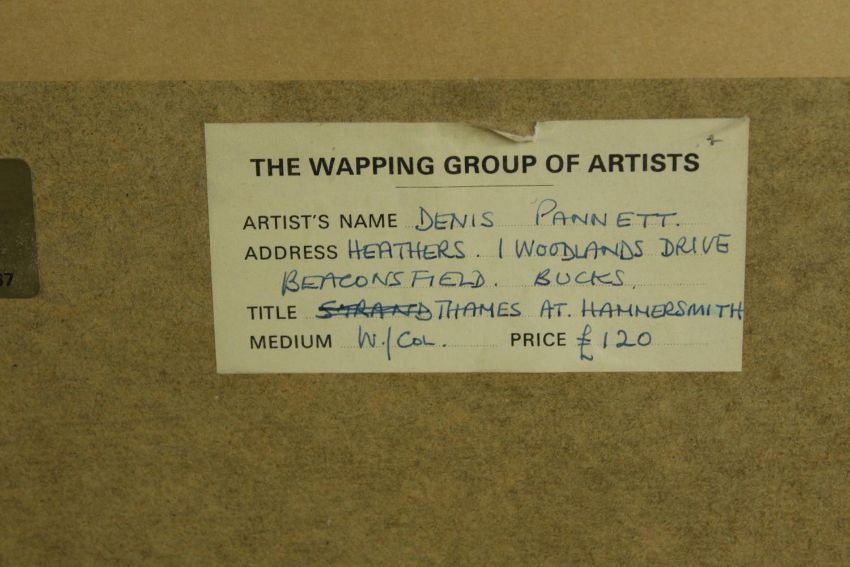 THE WAPPING GROUP OF ARTISTS
ARTIST'S NAME DENIS PANNETT.
ADDRESS HEATHERS. 1 WOODLANDS DRIVE
BEACONSFIELD. BUCKS.
TITLE STRAND THAMES AT. HAMMERSMITH
MEDIUM W./COL. PRICE £120